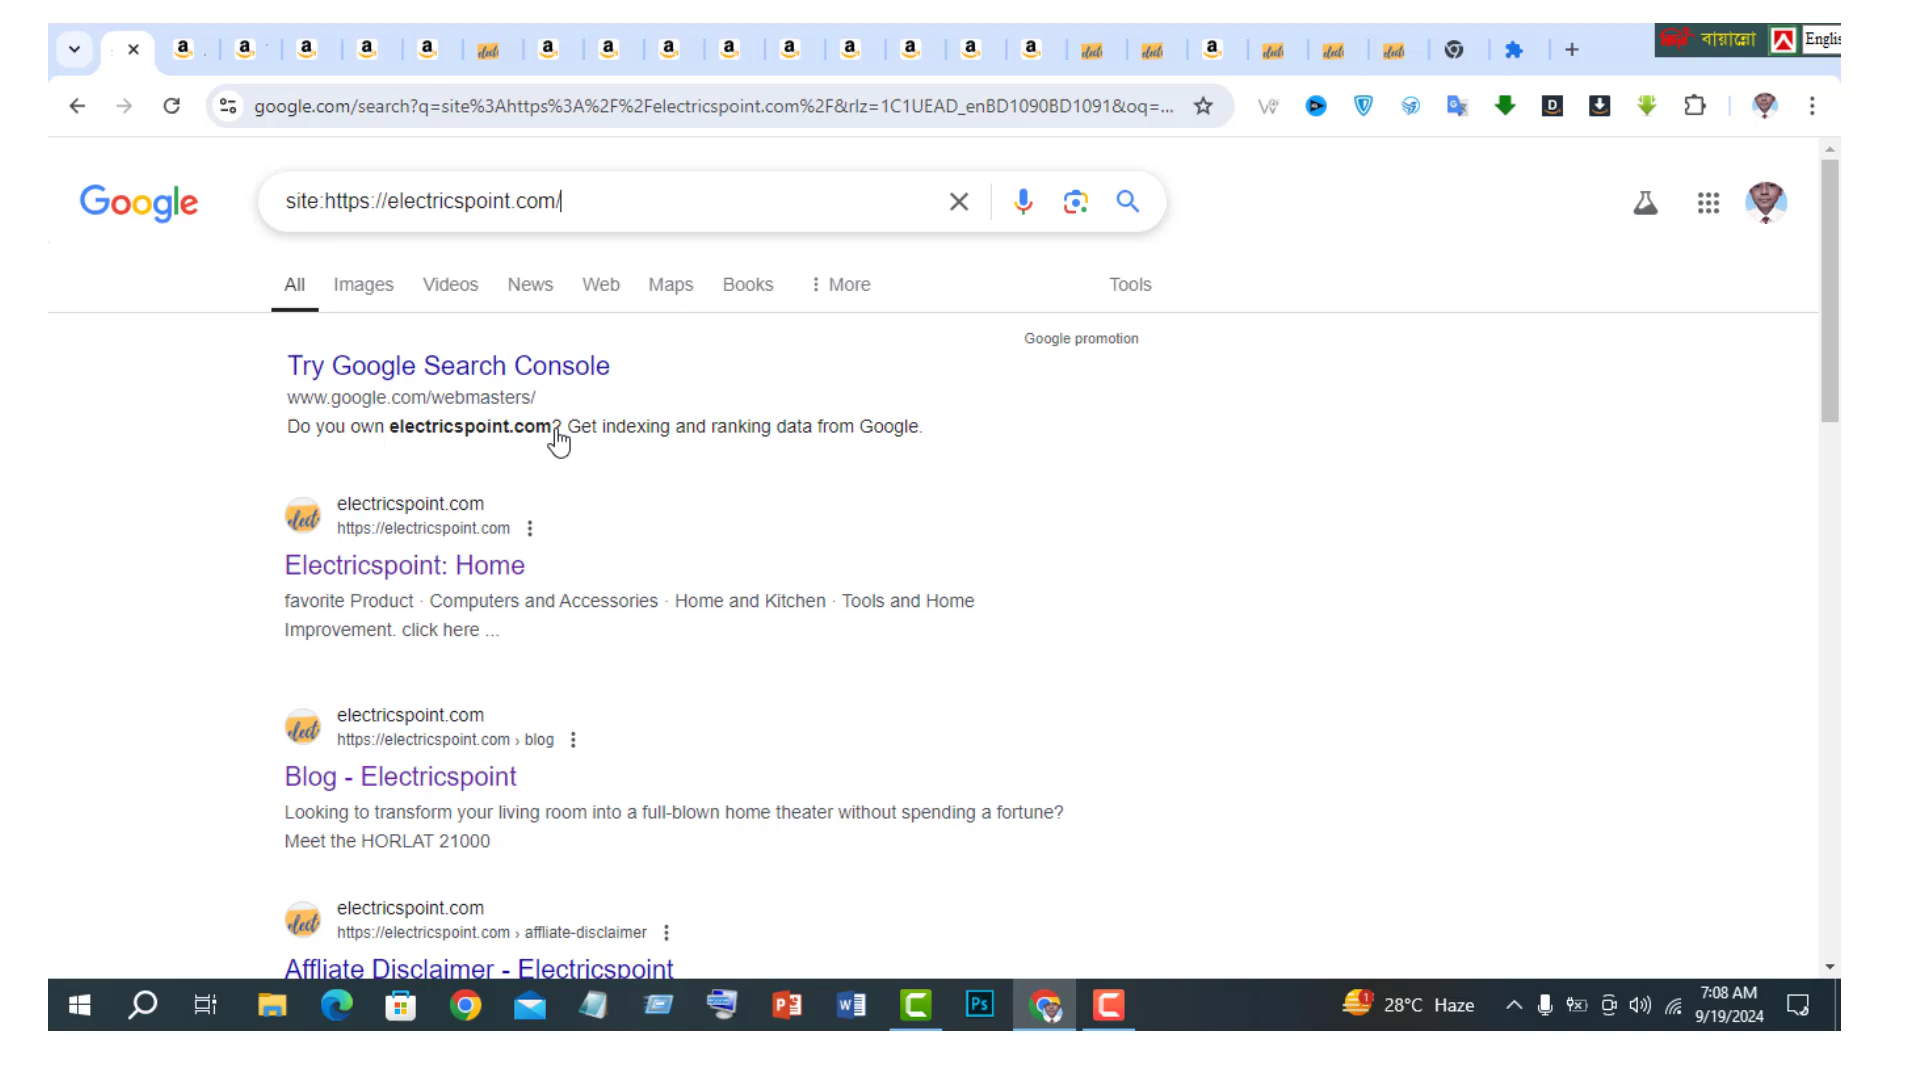 বায়ান্নো
Englis
google.com/search?q=site%3Ahttps%3A%2F%2Felectricspoint.com%2F&rlz=1C1UEAD_enBD1090BD1091&oq=...
Google
site:https://electricspoint.com/
All Images Videos News Web Maps Books More Tools
Google promotion
Try Google Search Console
www.google.com/webmasters/
Do you own electricspoint.com? Get indexing and ranking data from Google.
electricspoint.com
https://electricspoint.com
Electricspoint: Home
favorite Product · Computers and Accessories · Home and Kitchen · Tools and Home
Improvement. click here ...
electricspoint.com
https://electricspoint.com › blog
Blog - Electricspoint
Looking to transform your living room into a full-blown home theater without spending a fortune?
Meet the HORLAT 21000
electricspoint.com
https://electricspoint.com › affliate-disclaimer
Affliate Disclaimer - Electricspoint
28°C Haze
7:08 AM
9/19/2024